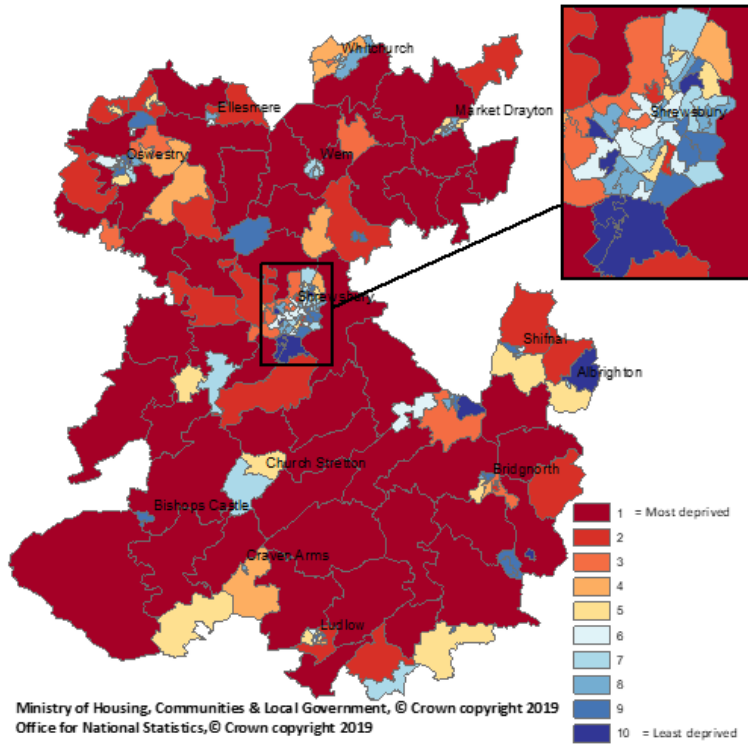 Whitchurch
Ellesmere
Market Drayton
Oswestry
Wem
Shrewsbury
Shrewsbury
Shifnal
Albrighton
Church Stretton
Bridgnorth
Bishops Castle
Craven Arms
Ludlow
1 = Most deprived
2
3
4
5
6
7
8
9
10 = Least deprived
Ministry of Housing, Communities & Local Government, © Crown copyright 2019
Office for National Statistics,© Crown copyright 2019